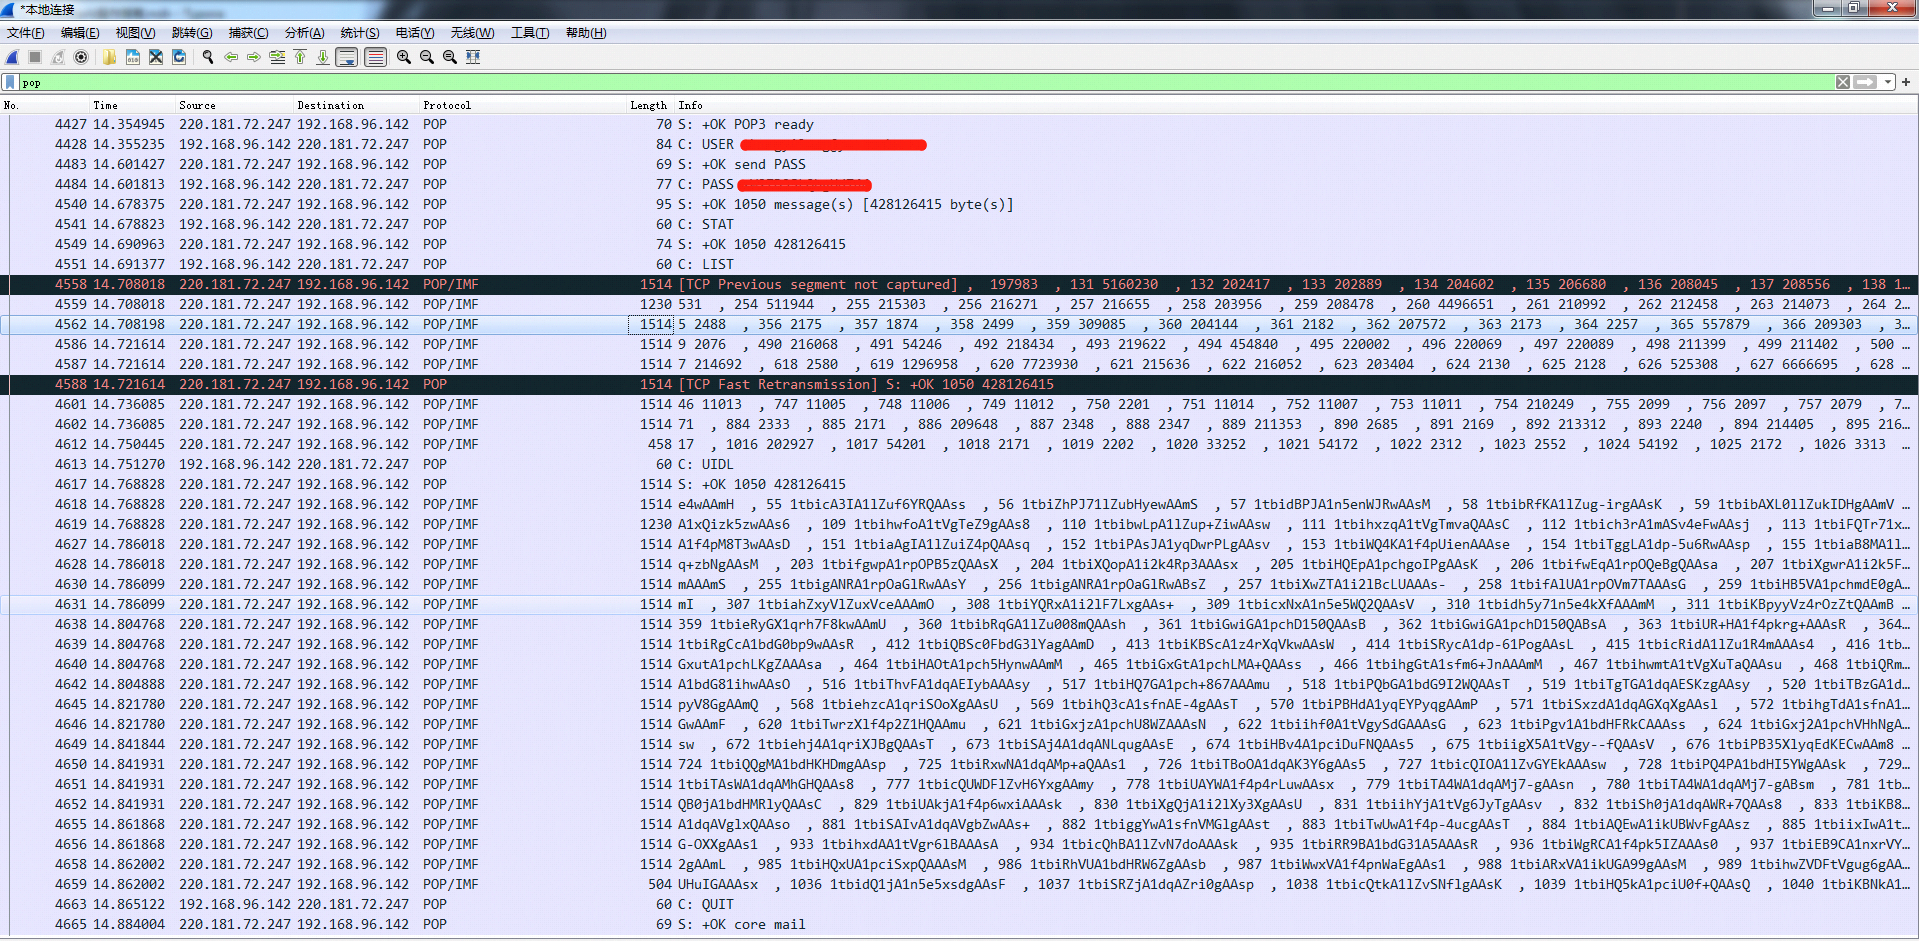 *本地连接
文件(F) 编辑(E) 视图(V) 跳转(G) 捕获(C) 分析(A) 统计(S) 电话(Y) 无线(W) 工具(T) 帮助(H)
pop
No. Time Source Destination Protocol Length Info
4427 14.354945 220.181.72.247 192.168.96.142 POP 70 S: +OK POP3 ready
4428 14.355235 192.168.96.142 220.181.72.247 POP 84 C: USER
4483 14.601427 220.181.72.247 192.168.96.142 POP 69 S: +OK send PASS
4484 14.601813 192.168.96.142 220.181.72.247 POP 77 C: PASS
4540 14.678375 220.181.72.247 192.168.96.142 POP 95 S: +OK 1050 message(s) [428126415 byte(s)]
4541 14.678823 192.168.96.142 220.181.72.247 POP 60 C: STAT
4549 14.690963 220.181.72.247 192.168.96.142 POP 74 S: +OK 1050 428126415
4551 14.691377 192.168.96.142 220.181.72.247 POP 60 C: LIST
4558 14.708018 220.181.72.247 192.168.96.142 POP/IMF 1514 [TCP Previous segment not captured] , 197983 , 131 5160230 , 132 202417 , 133 202889 , 134 204602 , 135 206680 , 136 208045 , 137 208556 , 138 1…
4559 14.708018 220.181.72.247 192.168.96.142 POP/IMF 1230 531 , 254 511944 , 255 215303 , 256 216271 , 257 216655 , 258 203956 , 259 208478 , 260 4496651 , 261 210992 , 262 212458 , 263 214073 , 264 2…
4562 14.708198 220.181.72.247 192.168.96.142 POP/IMF 1514 5 2488 , 356 2175 , 357 1874 , 358 2499 , 359 309085 , 360 204144 , 361 2182 , 362 207572 , 363 2173 , 364 2257 , 365 557879 , 366 209303 , 3…
4586 14.721614 220.181.72.247 192.168.96.142 POP/IMF 1514 9 2076 , 490 216068 , 491 54246 , 492 218434 , 493 219622 , 494 454840 , 495 220002 , 496 220069 , 497 220089 , 498 211399 , 499 211402 , 500 …
4587 14.721614 220.181.72.247 192.168.96.142 POP/IMF 1514 7 214692 , 618 2580 , 619 1296958 , 620 7723930 , 621 215636 , 622 216052 , 623 203404 , 624 2130 , 625 2128 , 626 525308 , 627 6666695 , 628 …
4588 14.721614 220.181.72.247 192.168.96.142 POP 1514 [TCP Fast Retransmission] S: +OK 1050 428126415
4601 14.736085 220.181.72.247 192.168.96.142 POP/IMF 1514 46 11013 , 747 11005 , 748 11006 , 749 11012 , 750 2201 , 751 11014 , 752 11007 , 753 11011 , 754 210249 , 755 2099 , 756 2097 , 757 2079 , 7…
4602 14.736085 220.181.72.247 192.168.96.142 POP/IMF 1514 71 , 884 2333 , 885 2171 , 886 209648 , 887 2348 , 888 2347 , 889 211353 , 890 2685 , 891 2169 , 892 213312 , 893 2240 , 894 214405 , 895 216…
4612 14.750445 220.181.72.247 192.168.96.142 POP/IMF 458 17 , 1016 202927 , 1017 54201 , 1018 2171 , 1019 2202 , 1020 33252 , 1021 54172 , 1022 2312 , 1023 2552 , 1024 54192 , 1025 2172 , 1026 3313 …
4613 14.751270 192.168.96.142 220.181.72.247 POP 60 C: UIDL
4617 14.768828 220.181.72.247 192.168.96.142 POP 1514 S: +OK 1050 428126415
4618 14.768828 220.181.72.247 192.168.96.142 POP/IMF 1514 e4wAAmH , 55 1tbicA3IA1lZuf6YRQAAss , 56 1tbiZhPJ71lZubHyewAAmS , 57 1tbidBPJA1n5enWJRwAAsM , 58 1tbibRfKA1lZug-irgAAsK , 59 1tbibAXL0llZukIDHgAAmV …
4619 14.768828 220.181.72.247 192.168.96.142 POP/IMF 1230 A1xQizk5zwAAs6 , 109 1tbihwfoA1tVgTeZ9gAAs8 , 110 1tbibwLpA1lZup+ZiwAAsw , 111 1tbihxzqA1tVgTmvaQAAsC , 112 1tbich3rA1mASv4eFwAAsj , 113 1tbiFQTr71x…
4627 14.786018 220.181.72.247 192.168.96.142 POP/IMF 1514 A1f4pM8T3wAAsD , 151 1tbiaAgIA1lZuiZ4pQAAsq , 152 1tbiPAsJA1yqDwrPLgAAsv , 153 1tbiWQ4KA1f4pUienAAAse , 154 1tbiTggLA1dp-5u6RwAAsp , 155 1tbiaB8MA1l…
4628 14.786018 220.181.72.247 192.168.96.142 POP/IMF 1514 q+zbNgAAsM , 203 1tbifgwpA1rpOPB5zQAAsX , 204 1tbiXQopA1i2k4Rp3AAAsx , 205 1tbiHQEpA1pchgoIPgAAsK , 206 1tbifwEqA1rpOQeBgQAAsa , 207 1tbiXgwrA1i2k5F…
4630 14.786099 220.181.72.247 192.168.96.142 POP/IMF 1514 mAAAmS , 255 1tbigANRA1rpOaGlRwAAsY , 256 1tbigANRA1rpOaGlRwABsZ , 257 1tbiXwZTA1i2lBcLUAAAs- , 258 1tbifAlUA1rpOVm7TAAAsG , 259 1tbiHB5VA1pchmdE0gA…
4631 14.786099 220.181.72.247 192.168.96.142 POP/IMF 1514 mI , 307 1tbiahZxyVlZuxVceAAAmO , 308 1tbiYQRxA1i2lF7LxgAAs+ , 309 1tbicxNxA1n5e5WQ2QAAsV , 310 1tbidh5y71n5e4kXfAAAmM , 311 1tbiKBpyyVz4rOzZtQAAmB …
4638 14.804768 220.181.72.247 192.168.96.142 POP/IMF 1514 359 1tbieRyGX1qrh7F8kwAAmU , 360 1tbibRqGA1lZu008mQAAsh , 361 1tbiGwiGA1pchD150QAAsB , 362 1tbiGwiGA1pchD150QABsA , 363 1tbiUR+HA1f4pkrg+AAAsR , 364…
4639 14.804768 220.181.72.247 192.168.96.142 POP/IMF 1514 1tbiRgCcA1bdG0bp9wAAsR , 412 1tbiQBSc0FbdG3lYagAAmD , 413 1tbiKBScA1z4rXqVkwAAsW , 414 1tbiSRycA1dp-61PogAAsL , 415 1tbicRidA1lZu1R4mAAAs4 , 416 1tb…
4640 14.804768 220.181.72.247 192.168.96.142 POP/IMF 1514 GxutA1pchLKgZAAAsa , 464 1tbiHAOtA1pch5HynwAAmM , 465 1tbiGxGtA1pchLMA+QAAss , 466 1tbihgGtA1sfm6+JnAAAmM , 467 1tbihwmtA1tVgXuTaQAAsu , 468 1tbiQRm…
4642 14.804888 220.181.72.247 192.168.96.142 POP/IMF 1514 A1bdG81ihwAAsO , 516 1tbiThvFA1dqAEIybAAAsy , 517 1tbiHQ7GA1pch+867AAAmu , 518 1tbiPQbGA1bdG9I2WQAAsT , 519 1tbiTgTGA1dqAESKzgAAsy , 520 1tbiTBzGA1d…
4645 14.821780 220.181.72.247 192.168.96.142 POP/IMF 1514 pyV8GgAAmQ , 568 1tbiehzcA1qriSOoXgAAsU , 569 1tbihQ3cA1sfnAE-4gAAsT , 570 1tbiPBHdA1yqEYPyqgAAmP , 571 1tbiSxzdA1dqAGXqXgAAsl , 572 1tbihgTdA1sfnA1…
4646 14.821780 220.181.72.247 192.168.96.142 POP/IMF 1514 GwAAmF , 620 1tbiTwrzXlf4p2Z1HQAAmu , 621 1tbiGxjzA1pchU8WZAAAsN , 622 1tbiihf0A1tVgySdGAAAsG , 623 1tbiPgv1A1bdHFRkCAAAss , 624 1tbiGxj2A1pchVHhNgA…
4649 14.841844 220.181.72.247 192.168.96.142 POP/IMF 1514 sw , 672 1tbiehj4A1qriXJBgQAAsT , 673 1tbiSAj4A1dqANLqugAAsE , 674 1tbiHBv4A1pciDuFNQAAs5 , 675 1tbiigX5A1tVgy--fQAAsV , 676 1tbiPB35XlyqEdKECwAAm8 …
4650 14.841931 220.181.72.247 192.168.96.142 POP/IMF 1514 724 1tbiQQgMA1bdHKHDmgAAsp , 725 1tbiRxwNA1dqAMp+aQAAs1 , 726 1tbiTBoOA1dqAK3Y6gAAs5 , 727 1tbicQIOA1lZvGYEkAAAsw , 728 1tbiPQ4PA1bdHI5YWgAAsk , 729…
4651 14.841931 220.181.72.247 192.168.96.142 POP/IMF 1514 1tbiTAsWA1dqAMhGHQAAs8 , 777 1tbicQUWDFlZvH6YxgAAmy , 778 1tbiUAYWA1f4p4rLuwAAsx , 779 1tbiTA4WA1dqAMj7-gAAsn , 780 1tbiTA4WA1dqAMj7-gABsm , 781 1tb…
4652 14.841931 220.181.72.247 192.168.96.142 POP/IMF 1514 QB0jA1bdHMRlyQAAsC , 829 1tbiUAkjA1f4p6wxiAAAsk , 830 1tbiXgQjA1i2lXy3XgAAsU , 831 1tbiihYjA1tVg6JyTgAAsv , 832 1tbiSh0jA1dqAWR+7QAAs8 , 833 1tbiKB8…
4655 14.861868 220.181.72.247 192.168.96.142 POP/IMF 1514 A1dqAVglxQAAso , 881 1tbiSAIvA1dqAVgbZwAAs+ , 882 1tbiggYwA1sfnVMGlgAAst , 883 1tbiTwUwA1f4p-4ucgAAsT , 884 1tbiAQEwA1ikUBWvFgAAsz , 885 1tbiixIwA1t…
4656 14.861868 220.181.72.247 192.168.96.142 POP/IMF 1514 G-OXXgAAs1 , 933 1tbihxdAA1tVgr6lBAAAsA , 934 1tbicQhBA1lZvN7doAAAsk , 935 1tbiRR9BA1bdG31A5AAAsR , 936 1tbiWgRCA1f4pk5IZAAAs0 , 937 1tbiEB9CA1nxrVY…
4658 14.862002 220.181.72.247 192.168.96.142 POP/IMF 1514 2gAAmL , 985 1tbiHQxUA1pciSxpQAAAsM , 986 1tbiRhVUA1bdHRW6ZgAAsb , 987 1tbiWwxVA1f4pnWaEgAAs1 , 988 1tbiARxVA1ikUGA99gAAsM , 989 1tbihwZVDFtVgug6gAA…
4659 14.862002 220.181.72.247 192.168.96.142 POP/IMF 504 UHuIGAAAsx , 1036 1tbidQ1jA1n5e5xsdgAAsF , 1037 1tbiSRZjA1dqAZri0gAAsp , 1038 1tbicQtkA1lZvSNflgAAsK , 1039 1tbiHQ5kA1pciU0f+QAAsQ , 1040 1tbiKBNkA1…
4663 14.865122 192.168.96.142 220.181.72.247 POP 60 C: QUIT
4665 14.884004 220.181.72.247 192.168.96.142 POP 69 S: +OK core mail